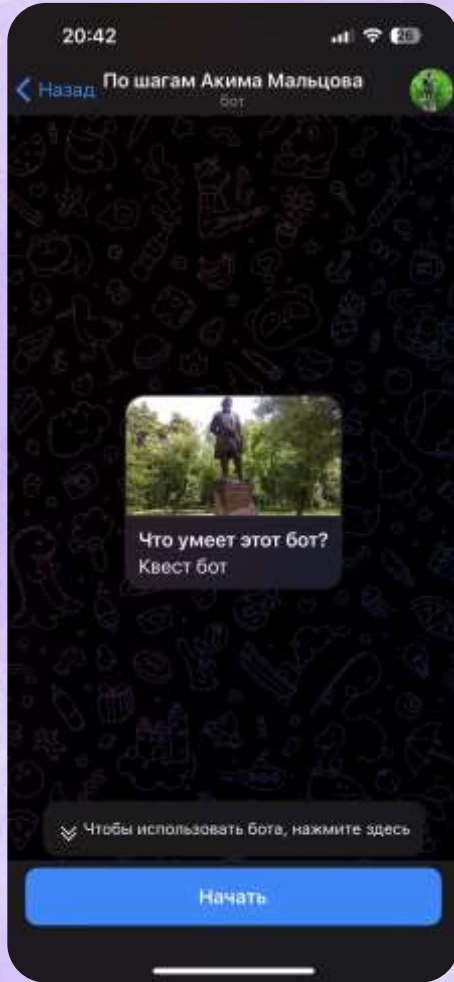 20:42
26
Назад
По шагам Акима Мальцова
бот
Что умеет этот бот?
Квест бот
Чтобы использовать бота, нажмите здесь
Начать